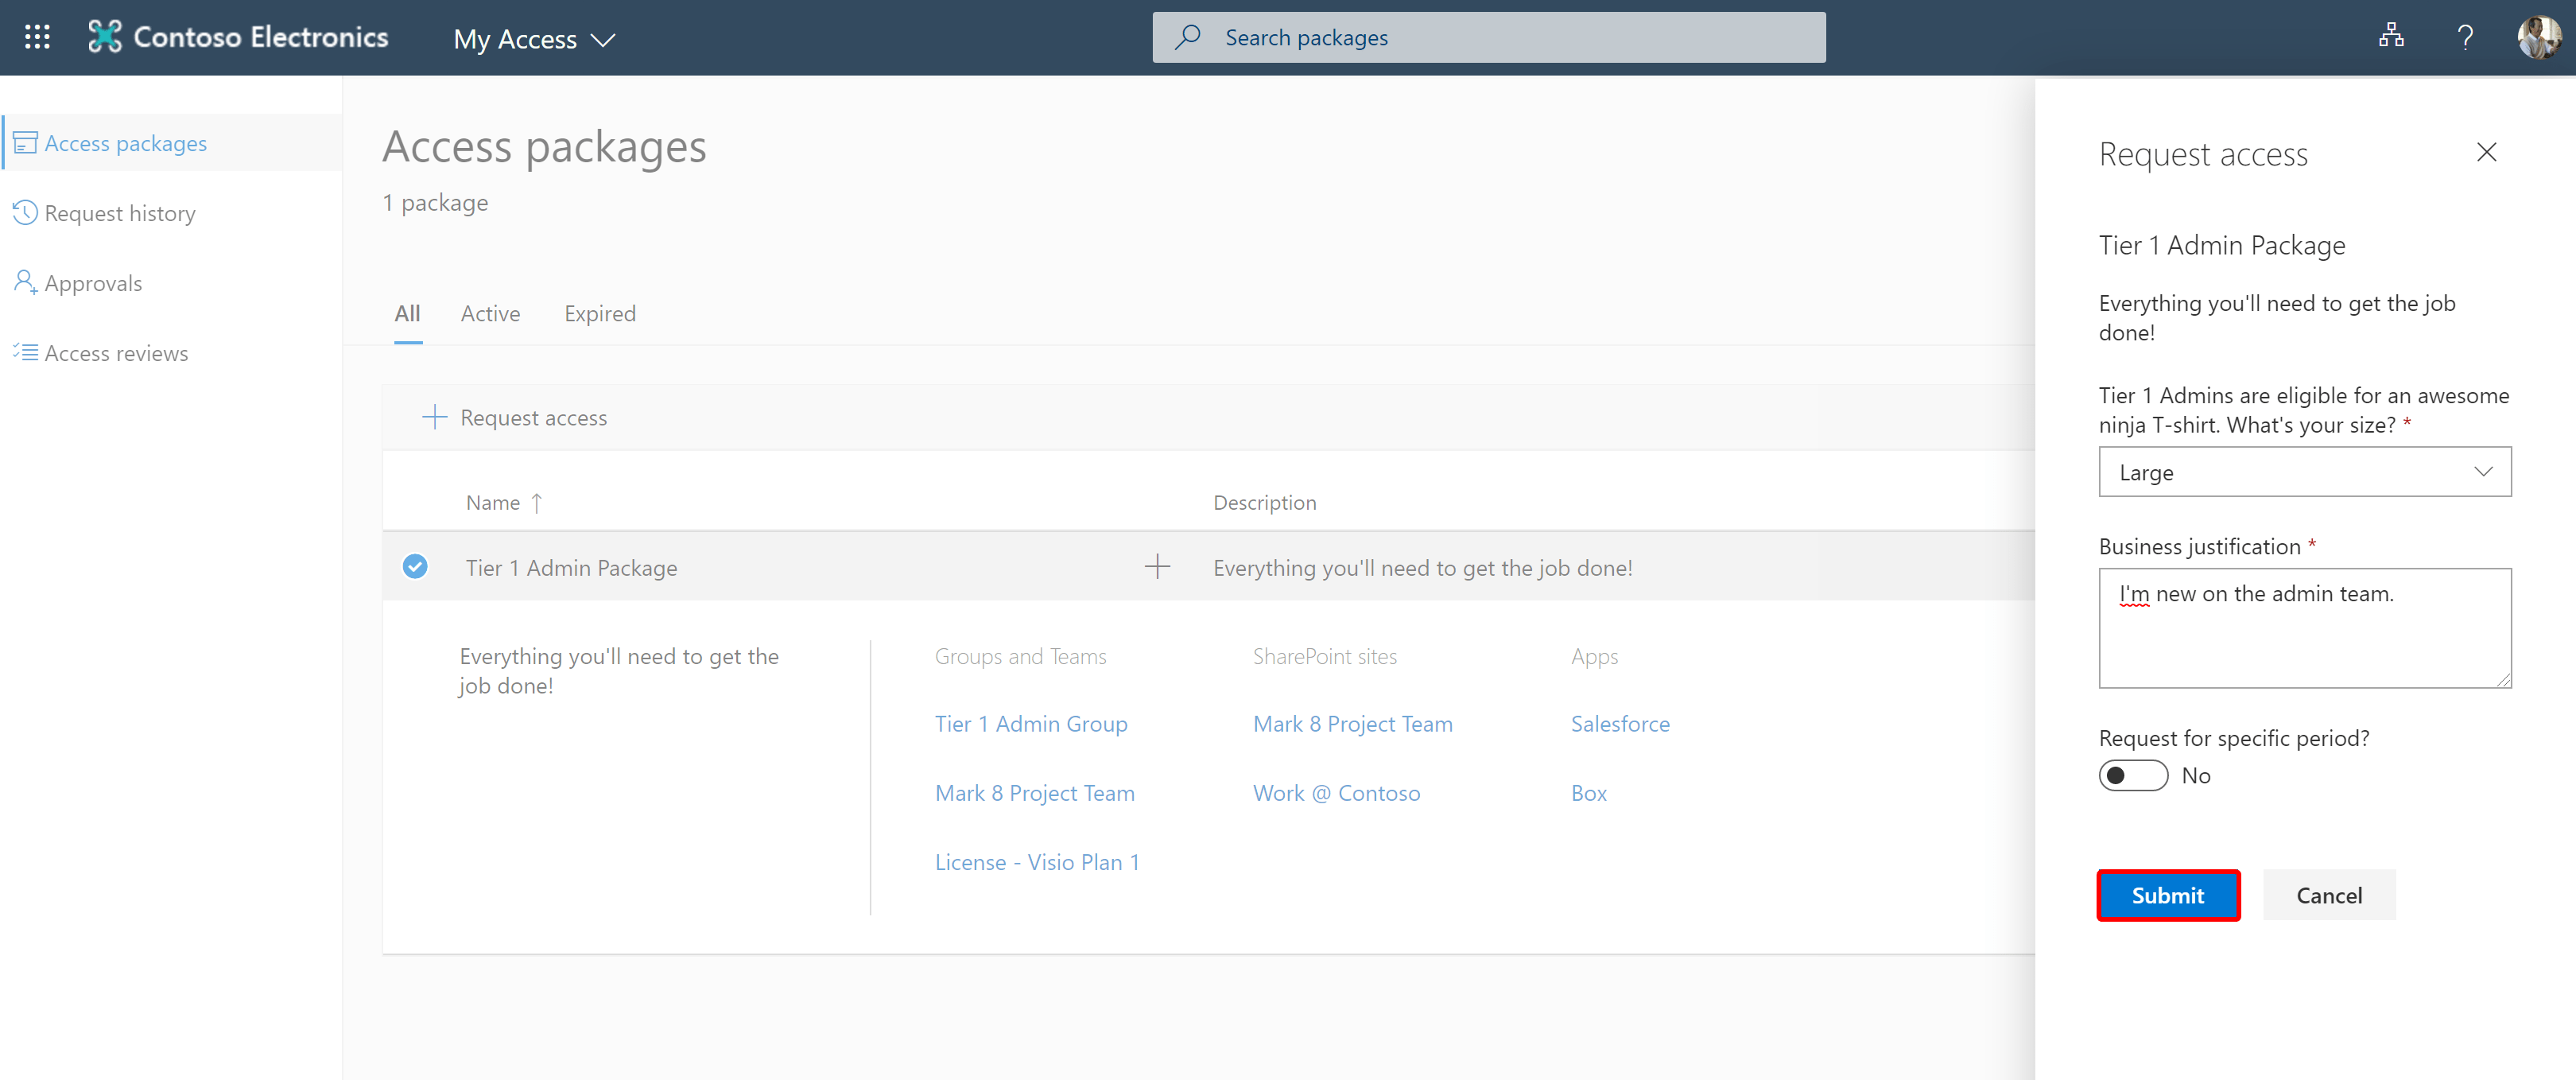 Contoso Electronics
My Access
Search packages
Access packages
Request history
Approvals
Access reviews
Access packages
1 package
All
Active
Expired
Request access
Name ↑
Description
Tier 1 Admin Package
Everything you'll need to get the job done!
Everything you'll need to get the
job done!
Groups and Teams
Tier 1 Admin Group
Mark 8 Project Team
License - Visio Plan 1
SharePoint sites
Mark 8 Project Team
Work @ Contoso
Apps
Salesforce
Box
Request access
Tier 1 Admin Package
Everything you'll need to get the job
done!
Tier 1 Admins are eligible for an awesome
ninja T-shirt. What's your size? *
Large
Business justification *
I'm new on the admin team.
Request for specific period?
No
Submit
Cancel